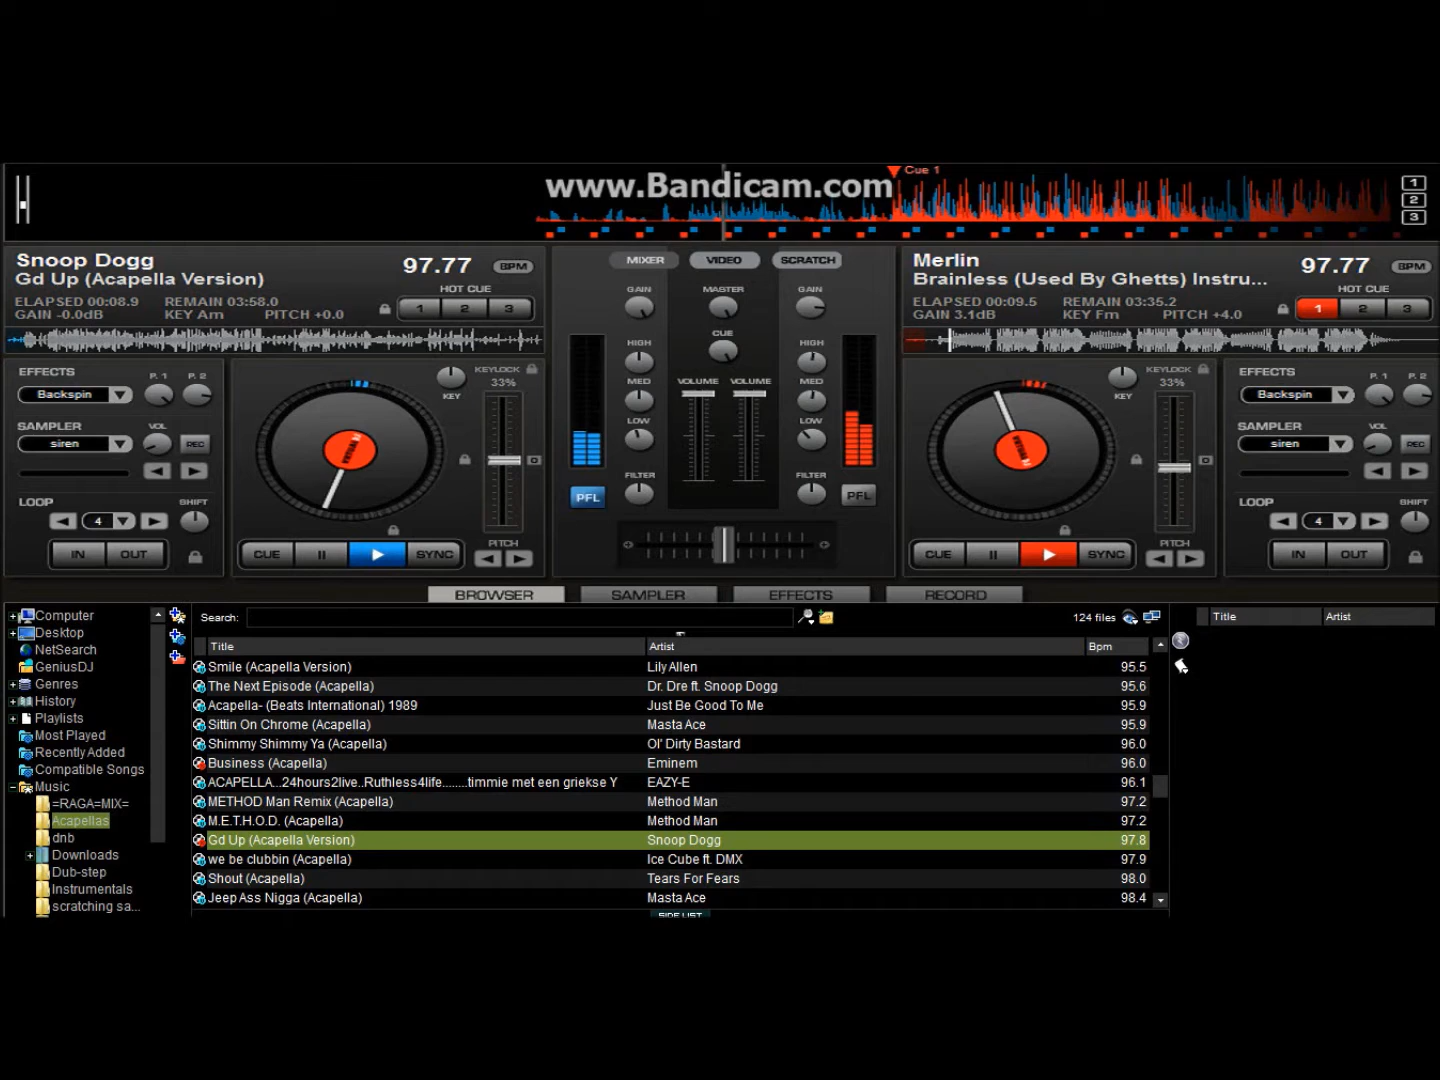 www.Bandicam.com
Cue 1
1
2
3
Snoop Dogg
Gd Up (Acapella Version)
97.77 BPM
HOT CUE
ELAPSED 00:08.9 REMAIN 03:58.0
GAIN -0.0dB KEY Am PITCH +0.0
1 2 3
MIXER VIDEO SCRATCH
Merlin
Brainless (Used By Ghetts) Instru...
97.77 BPM
HOT CUE
ELAPSED 00:09.5 REMAIN 03:35.2
GAIN 3.1dB KEY Fm PITCH +4.0
1 2 3
EFFECTS P. 1 P. 2
Backspin
SAMPLER VOL
siren REC
LOOP SHIFT
4
IN OUT
KEY
KEYLOCK
33%
PITCH
CUE SYNC
GAIN MASTER GAIN
CUE
HIGH HIGH
MED VOLUME VOLUME MED
LOW LOW
FILTER FILTER
PFL PFL
KEY
KEYLOCK
33%
PITCH
CUE SYNC
EFFECTS P. 1 P. 2
Backspin
SAMPLER VOL
siren REC
LOOP SHIFT
4
IN OUT
BROWSER SAMPLER EFFECTS RECORD
Computer
Desktop
NetSearch
GeniusDJ
Genres
History
Playlists
Most Played
Recently Added
Compatible Songs
Music
=RAGA=MIX=
Acapellas
dnb
Downloads
Dub-step
Instrumentals
scratching sa...
Search: 124 files
Title Artist Bpm
Smile (Acapella Version) Lily Allen 95.5
The Next Episode (Acapella) Dr. Dre ft. Snoop Dogg 95.6
Acapella- (Beats International) 1989 Just Be Good To Me 95.9
Sittin On Chrome (Acapella) Masta Ace 95.9
Shimmy Shimmy Ya (Acapella) Ol' Dirty Bastard 96.0
Business (Acapella) Eminem 96.0
ACAPELLA...24hours2live..Ruthless4life........timmie met een griekse Y EAZY-E 96.1
METHOD Man Remix (Acapella) Method Man 97.2
M.E.T.H.O.D. (Acapella) Method Man 97.2
Gd Up (Acapella Version) Snoop Dogg 97.8
we be clubbin (Acapella) Ice Cube ft. DMX 97.9
Shout (Acapella) Tears For Fears 98.0
Jeep Ass Nigga (Acapella) Masta Ace 98.4
SIDE LIST
Title Artist